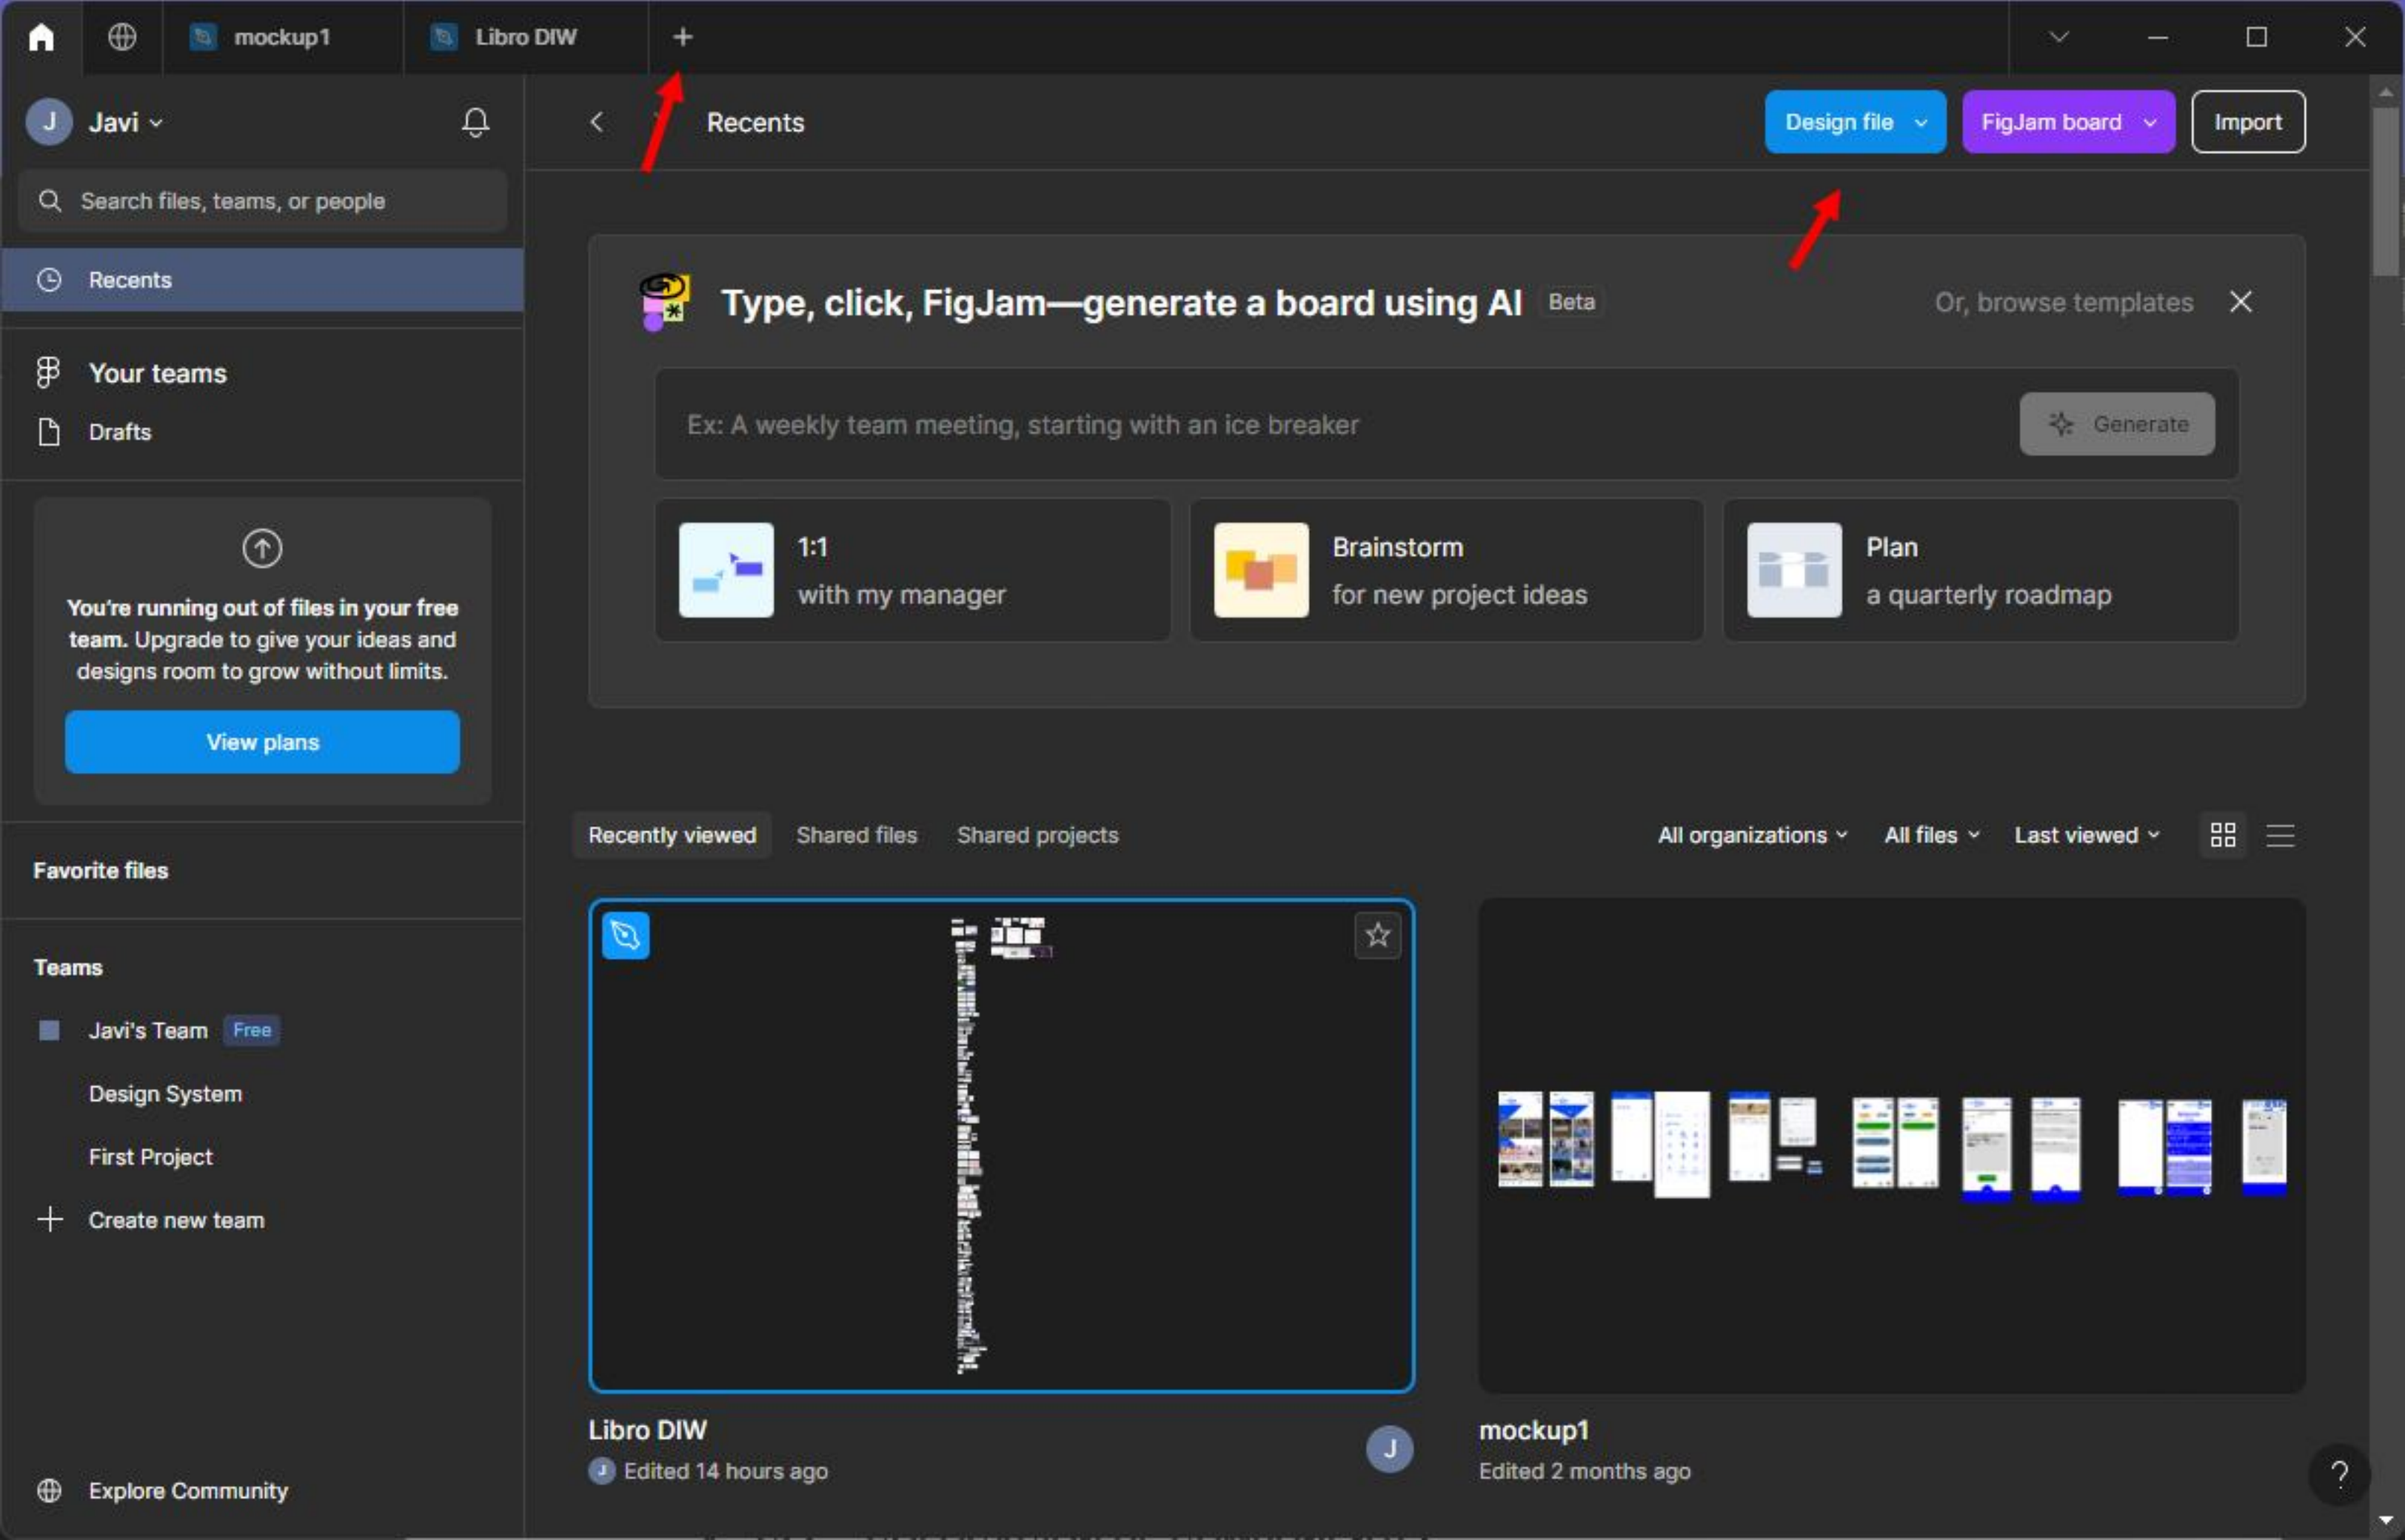 mockup1
Libro DIW
J
Javi
Recents
Design file
FigJam board
Import
Search files, teams, or people
Recents
Your teams
Drafts
You're running out of files in your free
team. Upgrade to give your ideas and
designs room to grow without limits.
View plans
Favorite files
Teams
Javi's Team Free
Design System
First Project
Create new team
Explore Community
Type, click, FigJam—generate a board using AI Beta
Or, browse templates
Ex: A weekly team meeting, starting with an ice breaker
Generate
1:1
with my manager
Brainstorm
for new project ideas
Plan
a quarterly roadmap
Recently viewed
Shared files
Shared projects
All organizations
All files
Last viewed
Libro DIW
J Edited 14 hours ago
J
mockup1
Edited 2 months ago
?